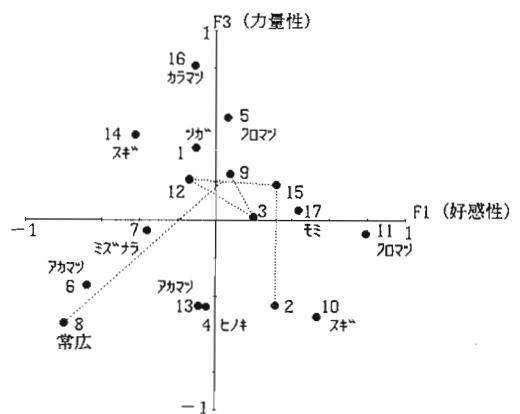 F3 (力量性)
1
16
カラマツ
5
クロマツ
14
スギ
ツガ
1
9
12
15
3
17
モミ
F1 (好感性)
-1
7
ミズナラ
11
1
クロマツ
アカマツ
6
アカマツ
13
4
ヒノキ
2
10
スギ
8
常広
-1